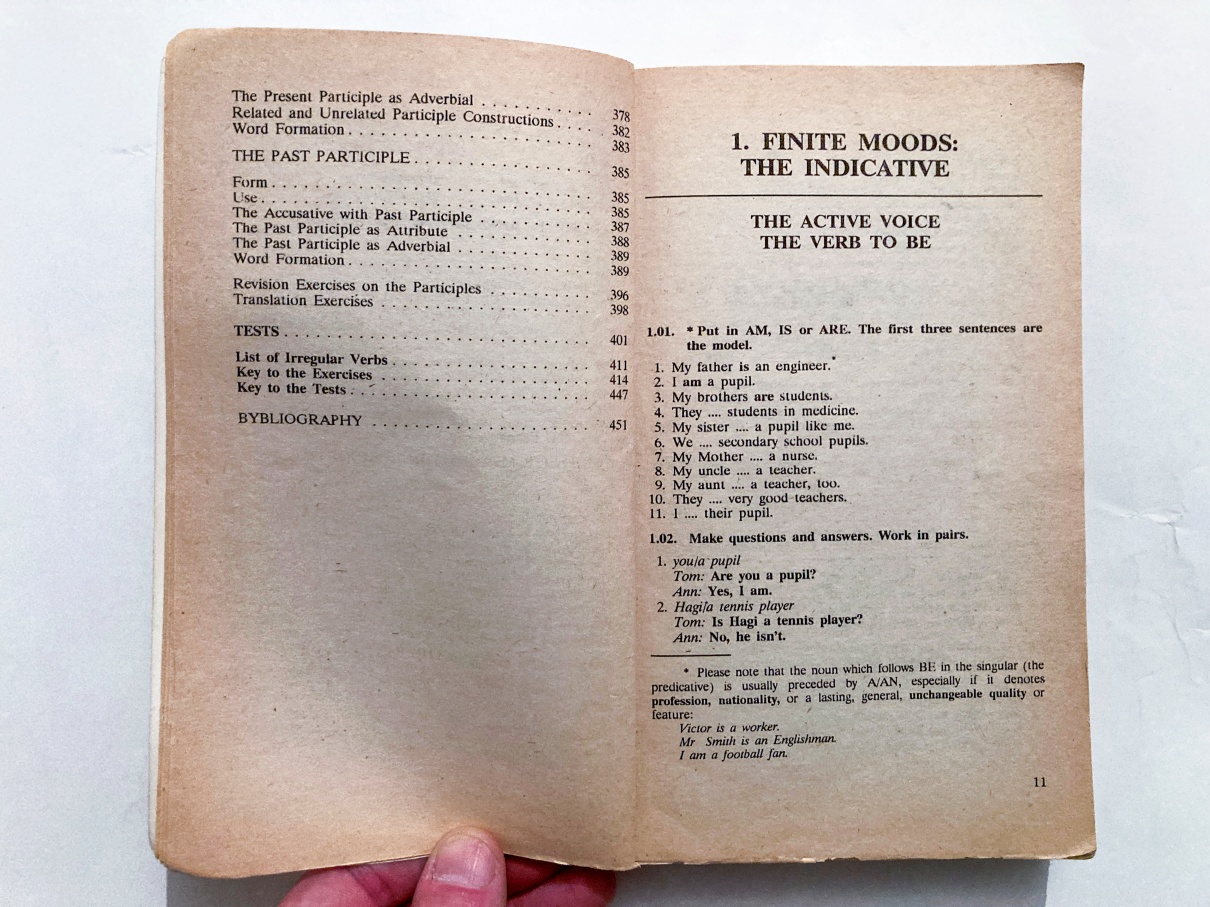 The Present Participle as Adverbial . . . . . . . . . . 378
Related and Unrelated Participle Constructions . . . . 382
Word Formation . . . . . . . . . . . . . . . . . . . . . . 383
THE PAST PARTICIPLE . . . . . . . . . . . . . . . . 385
Form . . . . . . . . . . . . . . . . . . . . . . . . . . . . 385
Use . . . . . . . . . . . . . . . . . . . . . . . . . . . . . 385
The Accusative with Past Participle . . . . . . . . . . 387
The Past Participle as Attribute . . . . . . . . . . . . 388
The Past Participle as Adverbial . . . . . . . . . . . . 389
Word Formation . . . . . . . . . . . . . . . . . . . . . . 389
Revision Exercises on the Participles . . . . . . . . . 396
Translation Exercises . . . . . . . . . . . . . . . . . . 398
TESTS . . . . . . . . . . . . . . . . . . . . . . . . . . . 401
List of Irregular Verbs . . . . . . . . . . . . . . . . . 411
Key to the Exercises . . . . . . . . . . . . . . . . . . 414
Key to the Tests . . . . . . . . . . . . . . . . . . . . . 447
BYBLIOGRAPHY . . . . . . . . . . . . . . . . . . . . 451
1. FINITE MOODS:
THE INDICATIVE
THE ACTIVE VOICE
THE VERB TO BE
1.01. * Put in AM, IS or ARE. The first three sentences are
the model.
1. My father is an engineer.*
2. I am a pupil.
3. My brothers are students.
4. They .... students in medicine.
5. My sister .... a pupil like me.
6. We .... secondary school pupils.
7. My Mother .... a nurse.
8. My uncle .... a teacher.
9. My aunt .... a teacher, too.
10. They .... very good teachers.
11. I .... their pupil.
1.02. Make questions and answers. Work in pairs.
1. you/a pupil
Tom: Are you a pupil?
Ann: Yes, I am.
2. Hagi/a tennis player
Tom: Is Hagi a tennis player?
Ann: No, he isn't.
* Please note that the noun which follows BE in the singular (the
predicative) is usually preceded by A/AN, especially if it denotes
profession, nationality, or a lasting, general, unchangeable quality or
feature:
Victor is a worker.
Mr Smith is an Englishman.
I am a football fan.
11